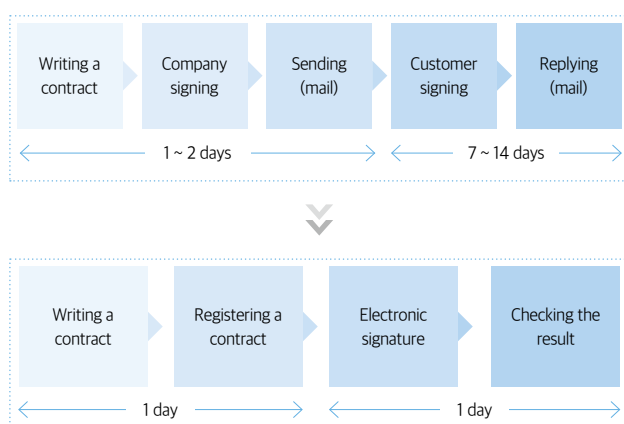 Writing a
contract
Company
signing
Sending
(mail)
Customer
signing
Replying
(mail)
1 ~ 2 days
7 ~ 14 days
Writing a
contract
Registering a
contract
Electronic
signature
Checking the
result
1 day
1 day